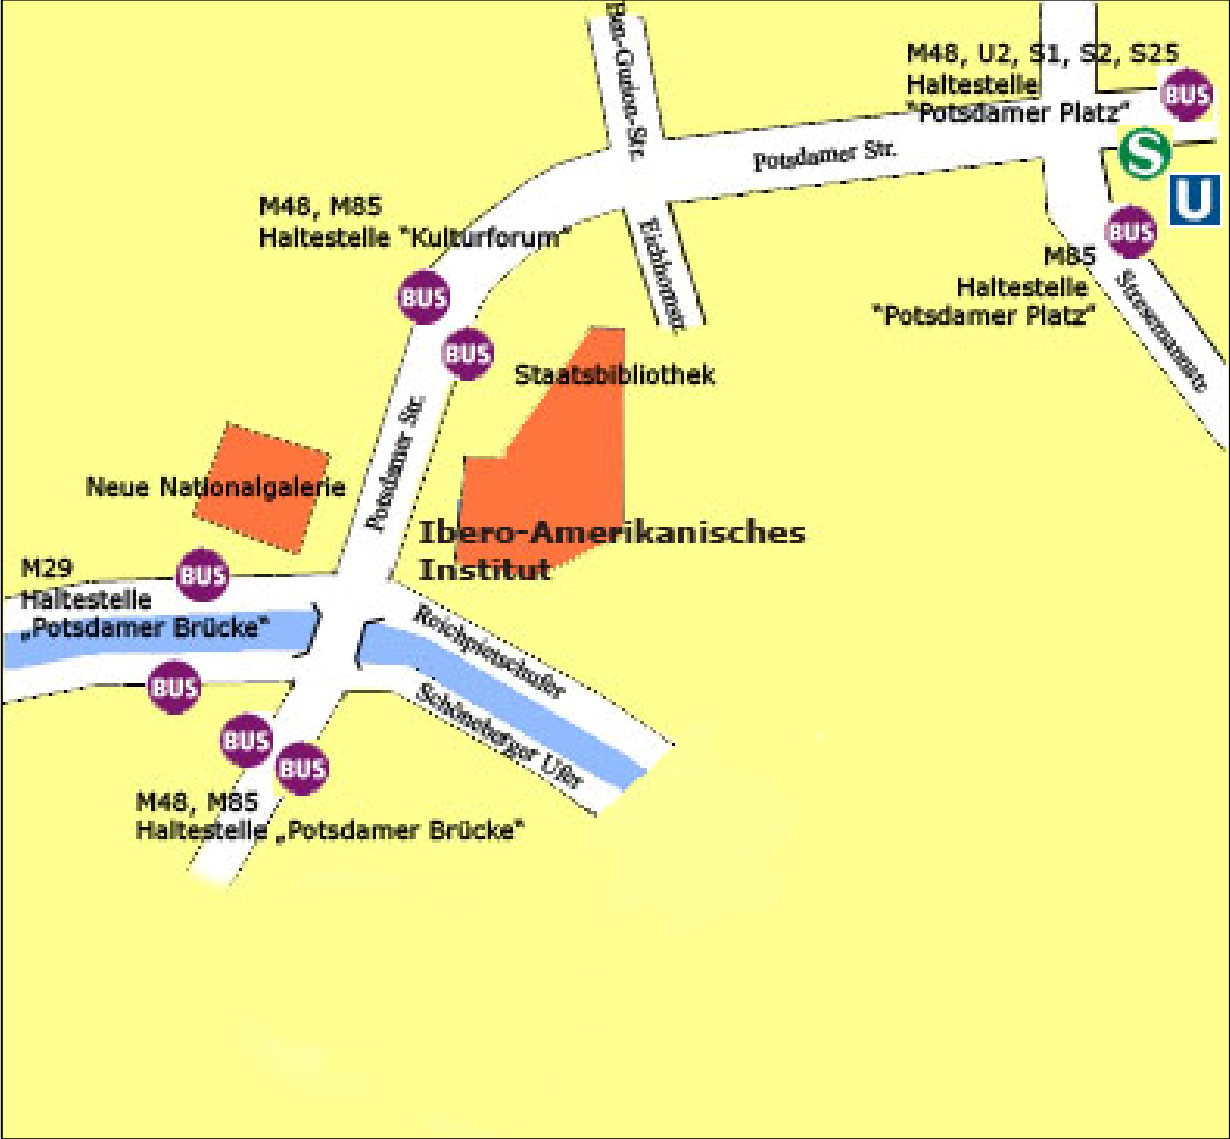 Ben-Gurion-Str.
M48, U2, S1, S2, S25
Haltestelle
"Potsdamer Platz"
BUS
S
U
Potsdamer Str.
M48, M85
Haltestelle "Kulturforum"
BUS
BUS
Eichhornstr.
BUS
M85
Haltestelle
"Potsdamer Platz"
Stresemannstr.
Staatsbibliothek
Potsdamer Str.
Neue Nationalgalerie
Ibero-Amerikanisches
Institut
M29
Haltestelle
„Potsdamer Brücke"
BUS
BUS
Reichpietschufer
Schöneberger Ufer
BUS
BUS
M48, M85
Haltestelle „Potsdamer Brücke"